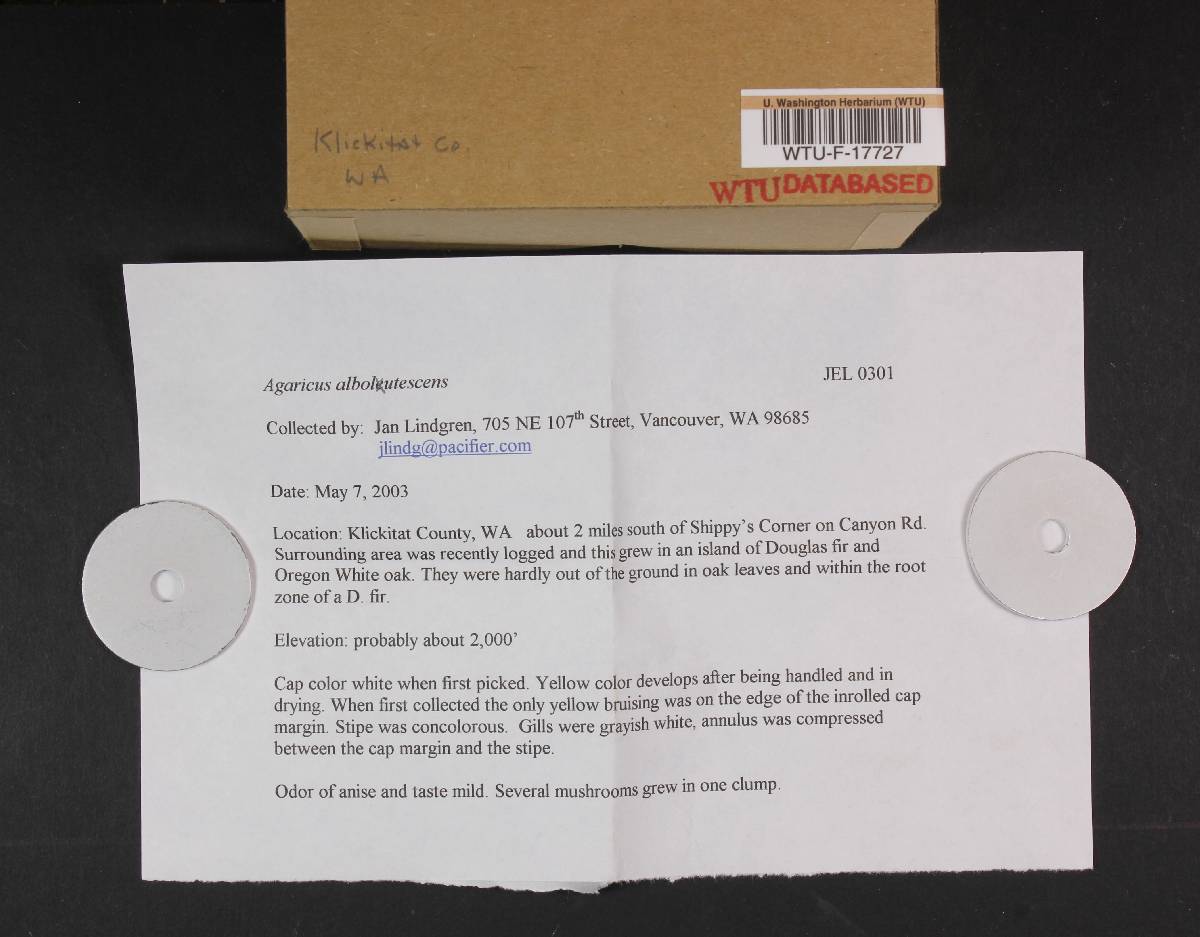 Klickitat Co.
WA
U. Washington Herbarium (WTU)
WTU-F-17727
WTU DATABASED
Agaricus albolutescens
JEL 0301
Collected by: Jan Lindgren, 705 NE 107th Street, Vancouver, WA 98685
jlindg@pacifier.com
Date: May 7, 2003
Location: Klickitat County, WA about 2 miles south of Shippy's Corner on Canyon Rd.
Surrounding area was recently logged and this grew in an island of Douglas fir and
Oregon White oak. They were hardly out of the ground in oak leaves and within the root
zone of a D. fir.
Elevation: probably about 2,000'
Cap color white when first picked. Yellow color develops after being handled and in
drying. When first collected the only yellow bruising was on the edge of the inrolled cap
margin. Stipe was concolorous. Gills were grayish white, annulus was compressed
between the cap margin and the stipe.
Odor of anise and taste mild. Several mushrooms grew in one clump.